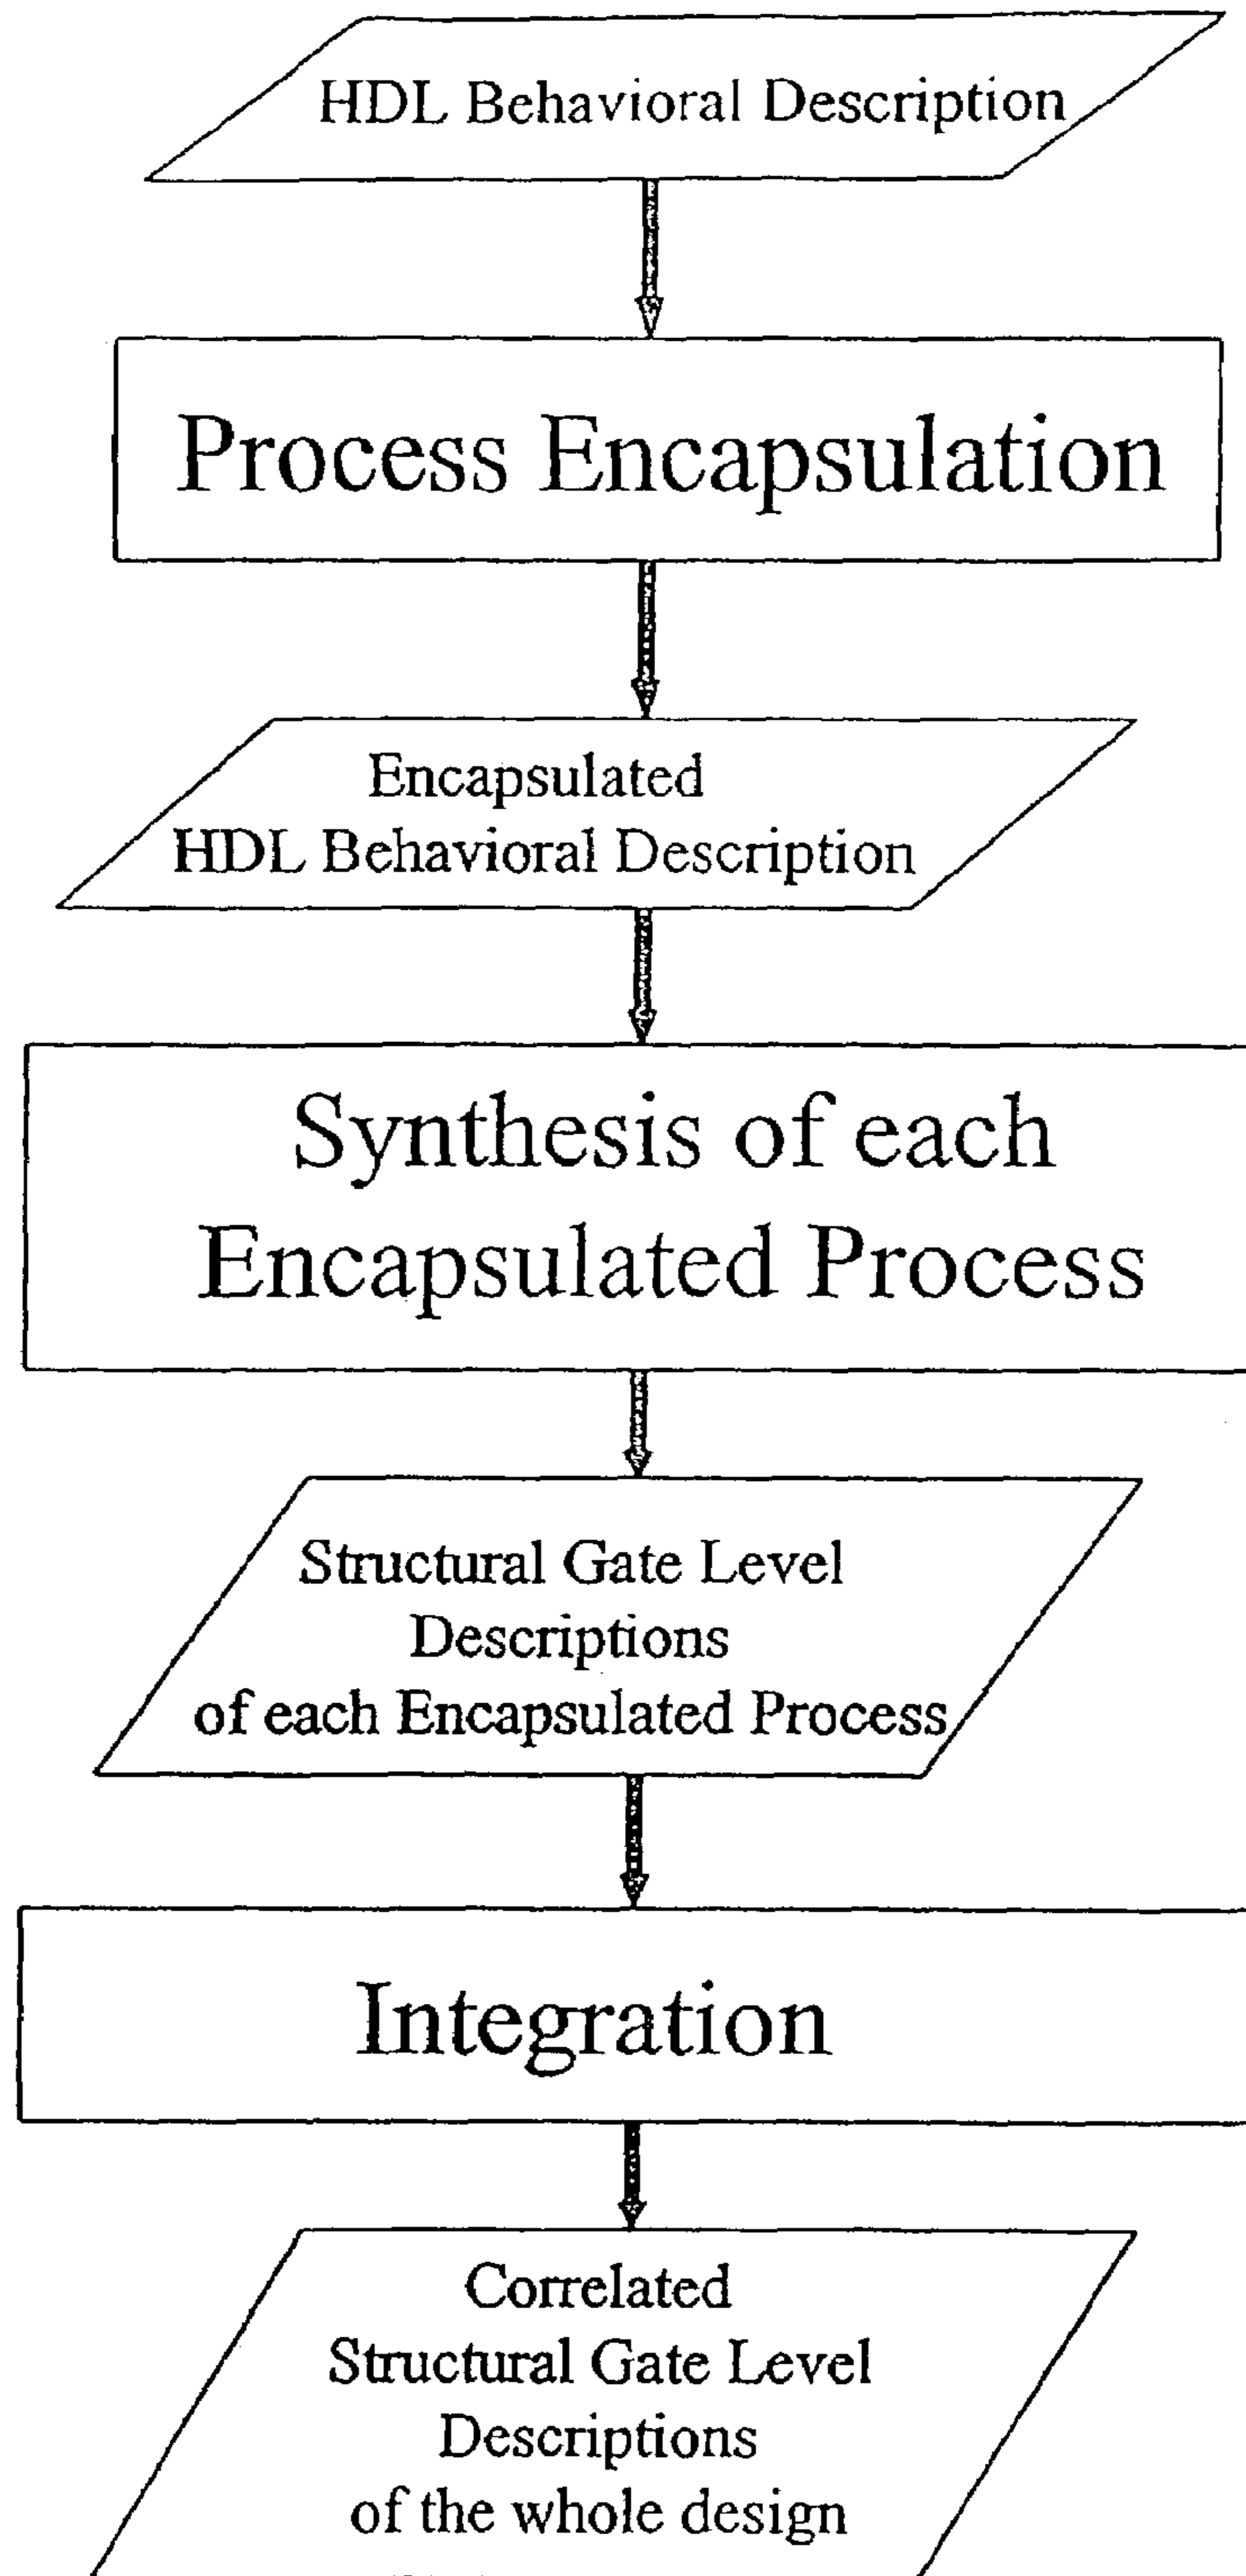 HDL Behavioral Description
Process Encapsulation
Encapsulated
HDL Behavioral Description
Synthesis of each
Encapsulated Process
Structural Gate Level
Descriptions
of each Encapsulated Process
Integration
Correlated
Structural Gate Level
Descriptions
of the whole design